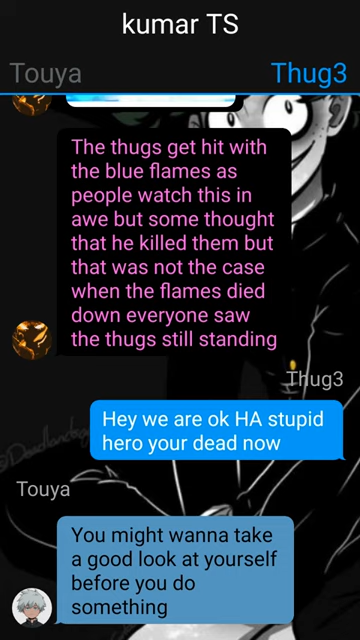 kumar TS
Touya Thug3
The thugs get hit with
the blue flames as
people watch this in
awe but some thought
that he killed them but
that was not the case
when the flames died
down everyone saw
the thugs still standing
Thug3
Hey we are ok HA stupid
hero your dead now
Touya
You might wanna take
a good look at yourself
before you do
something